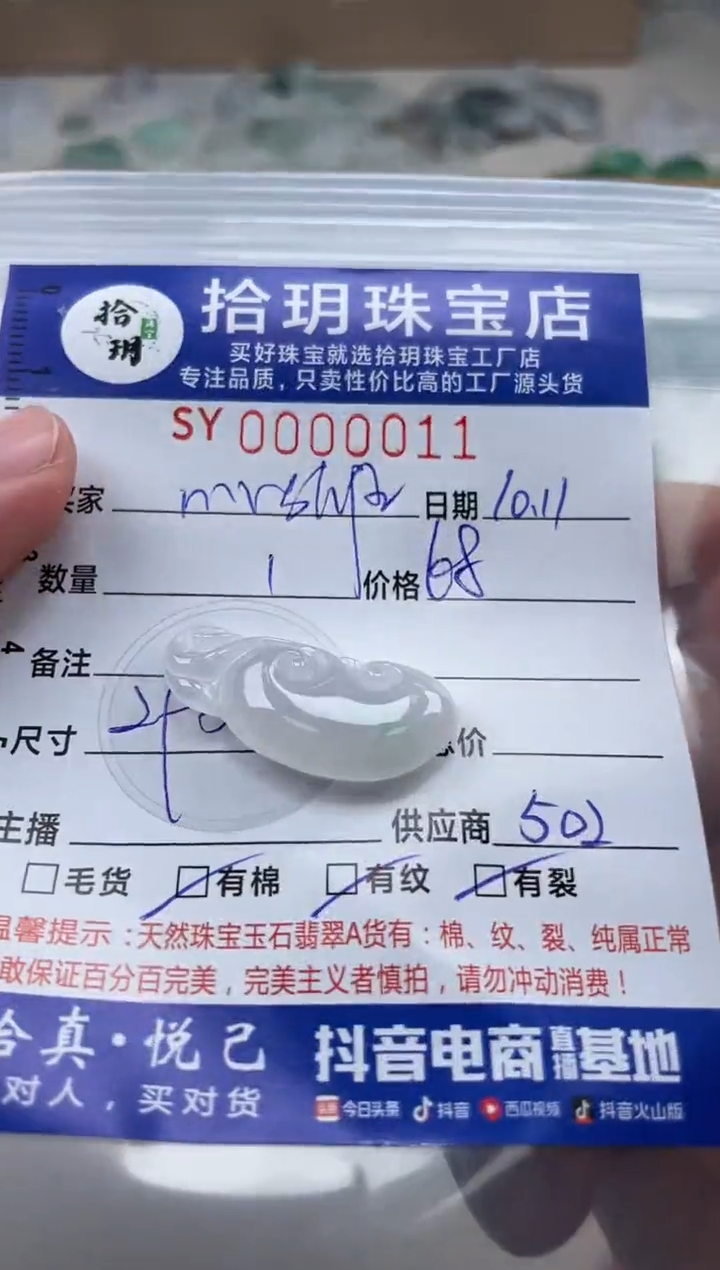 拾玥
拾玥珠宝店
买好珠宝就选拾玥珠宝工厂店
专注品质，只卖性价比高的工厂源头货
SY 0000011
家 日期 10.11
数量 1 价格 68
备注
尺寸 价
主播 供应商 502
毛货 有棉 有纹 有裂
温馨提示：天然珠宝玉石翡翠A货有：棉、纹、裂、纯属正常
敢保证百分百完美，完美主义者慎拍，请勿冲动消费！
真·悦己 抖音电商直播基地
对人，买对货 头条 今日头条 抖音 西瓜视频 抖音火山版